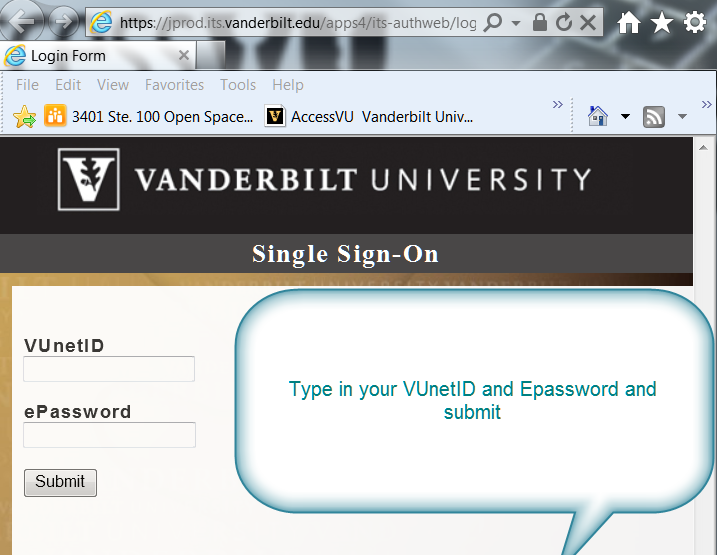 https://jprod.its.vanderbilt.edu/apps4/its-authweb/log
Login Form
File Edit View Favorites Tools Help
3401 Ste. 100 Open Space... AccessVU Vanderbilt Univ...
VANDERBILT UNIVERSITY
Single Sign-On
VUnetID
Type in your VUnetID and Epassword and
submit
ePassword
Submit